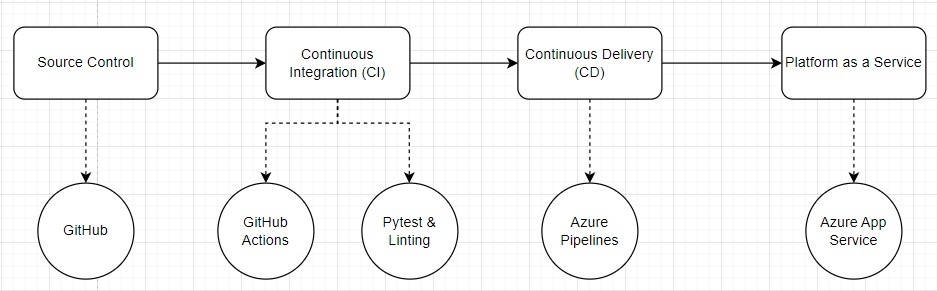 Source Control
Continuous
Integration (CI)
Continuous Delivery
(CD)
Platform as a Service
GitHub
GitHub
Actions
Pytest &
Linting
Azure
Pipelines
Azure App
Service